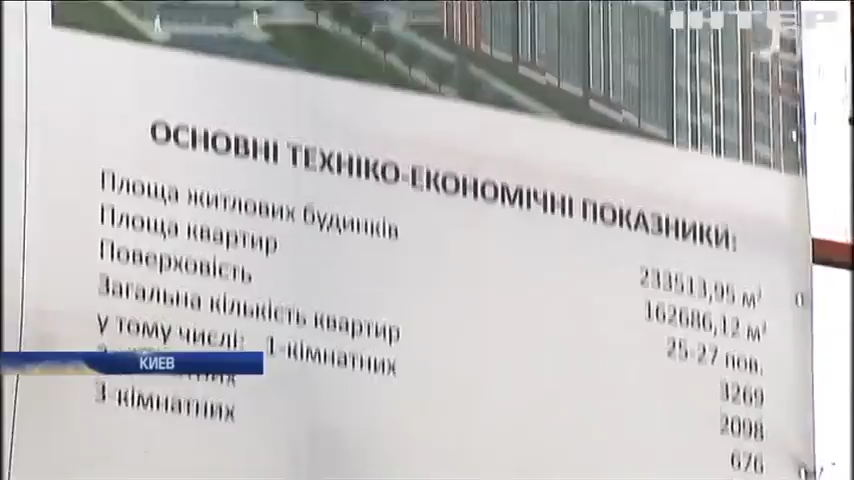 ІНТЕР
ОСНОВНІ ТЕХНІКО-ЕКОНОМІЧНІ ПОКАЗНИКИ:
Площа житлових будинків 233513,95 м²
Площа квартир 162686,12 м²
Поверховість 25-27 пов.
Загальна кількість квартир 3269
у тому числі: 1-кімнатних 2098
676
3-кімнатних
КИЕВ